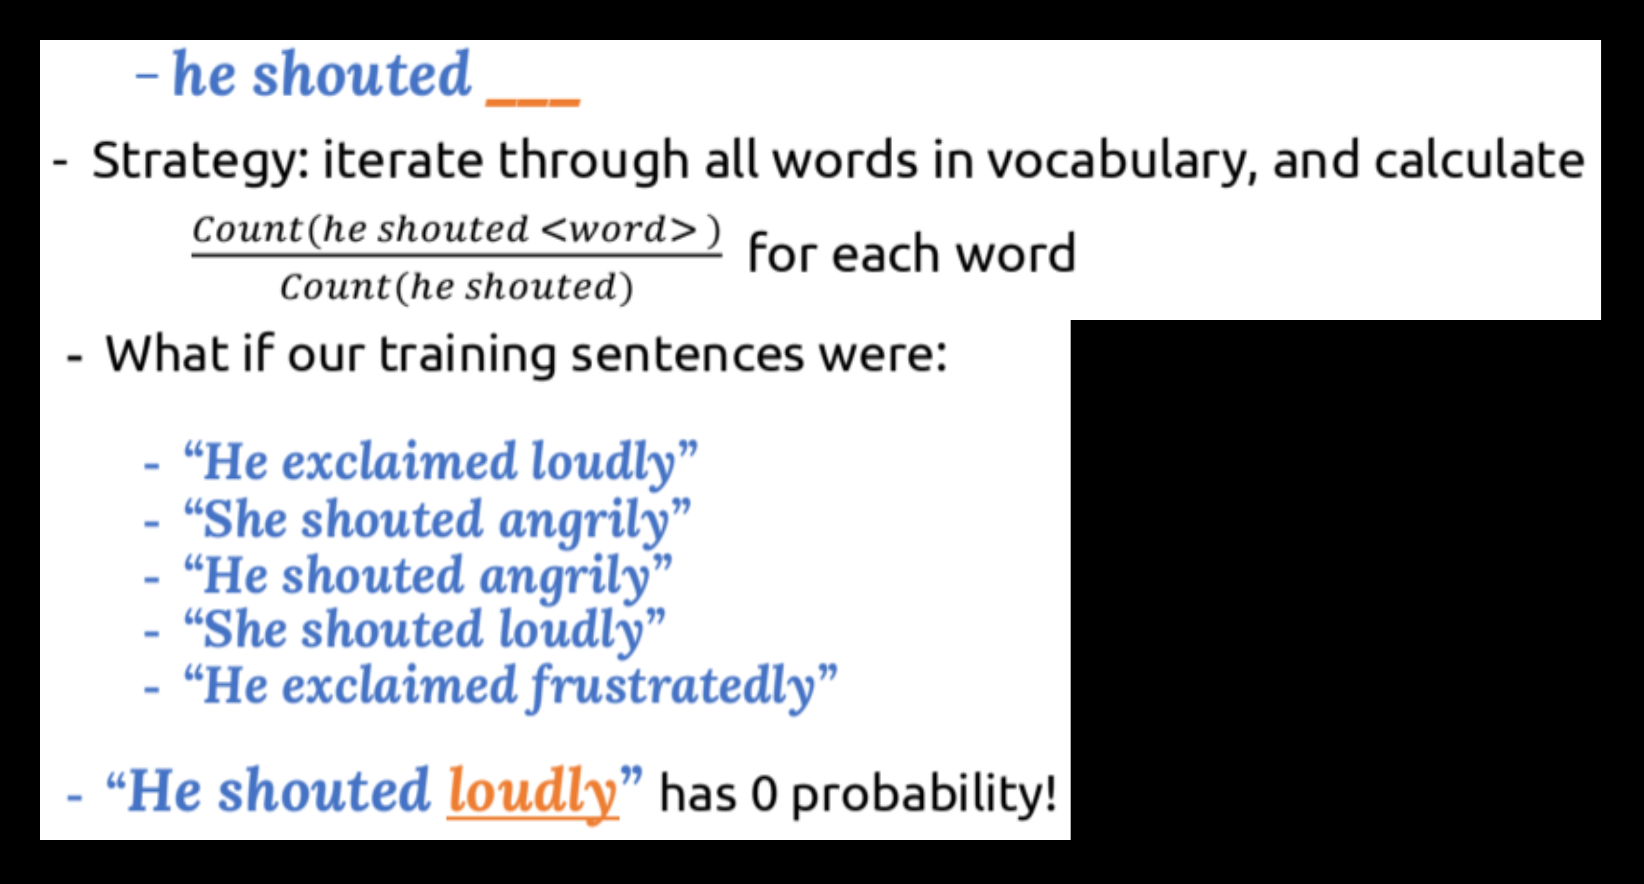 – he shouted ___
- Strategy: iterate through all words in vocabulary, and calculate
Count(he shouted <word> )
Count(he shouted)
for each word
- What if our training sentences were:
- “He exclaimed loudly”
- “She shouted angrily”
- “He shouted angrily”
- “She shouted loudly”
- “He exclaimed frustratedly”
- “He shouted loudly” has 0 probability!